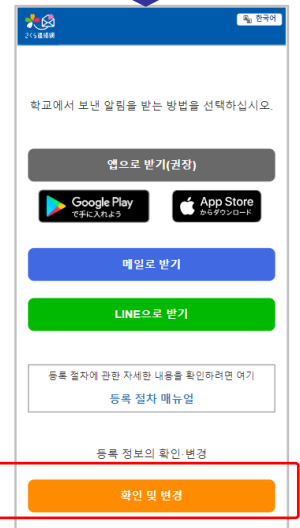 さくら連絡網
한국어
학교에서 보낸 알림을 받는 방법을 선택하십시오.
앱으로 받기(권장)
Google Play
で手に入れよう
App Store
からダウンロード
메일로 받기
LINE으로 받기
등록 절차에 관한 자세한 내용을 확인하려면 여기
등록 절차 매뉴얼
등록 정보의 확인·변경
확인 및 변경